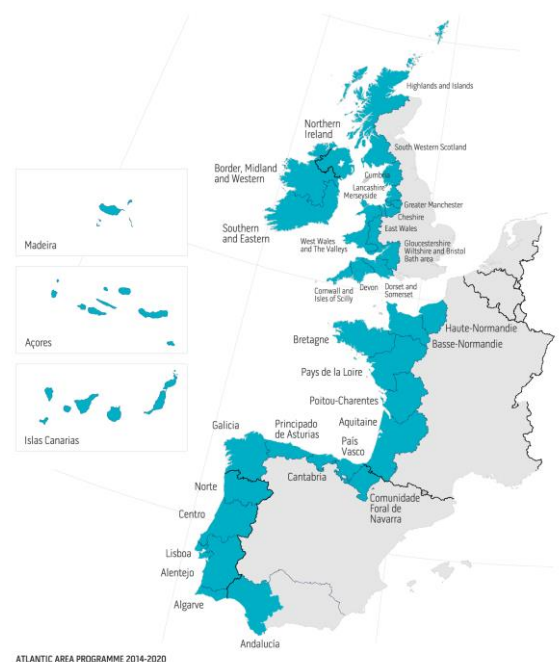 Highlands and Islands
Northern
Ireland
South Western Scotland
Border, Midland
and Western
Cumbria
Lancashire
Merseyside
Greater Manchester
Cheshire
East Wales
Southern
and Eastern
West Wales
and The Valleys
Gloucestershire
Wiltshire and Bristol
Bath area
Cornwall and
Isles of Scilly
Devon
Dorset and
Somerset
Madeira
Açores
Islas Canarias
Haute-Normandie
Basse-Normandie
Bretagne
Pays de la Loire
Poitou-Charentes
Aquitaine
País
Vasco
Principado
de Asturias
Galicia
Cantabria
Comunidade
Foral de
Navarra
Norte
Centro
Lisboa
Alentejo
Algarve
Andalucia
ATLANTIC AREA PROGRAMME 2014-2020